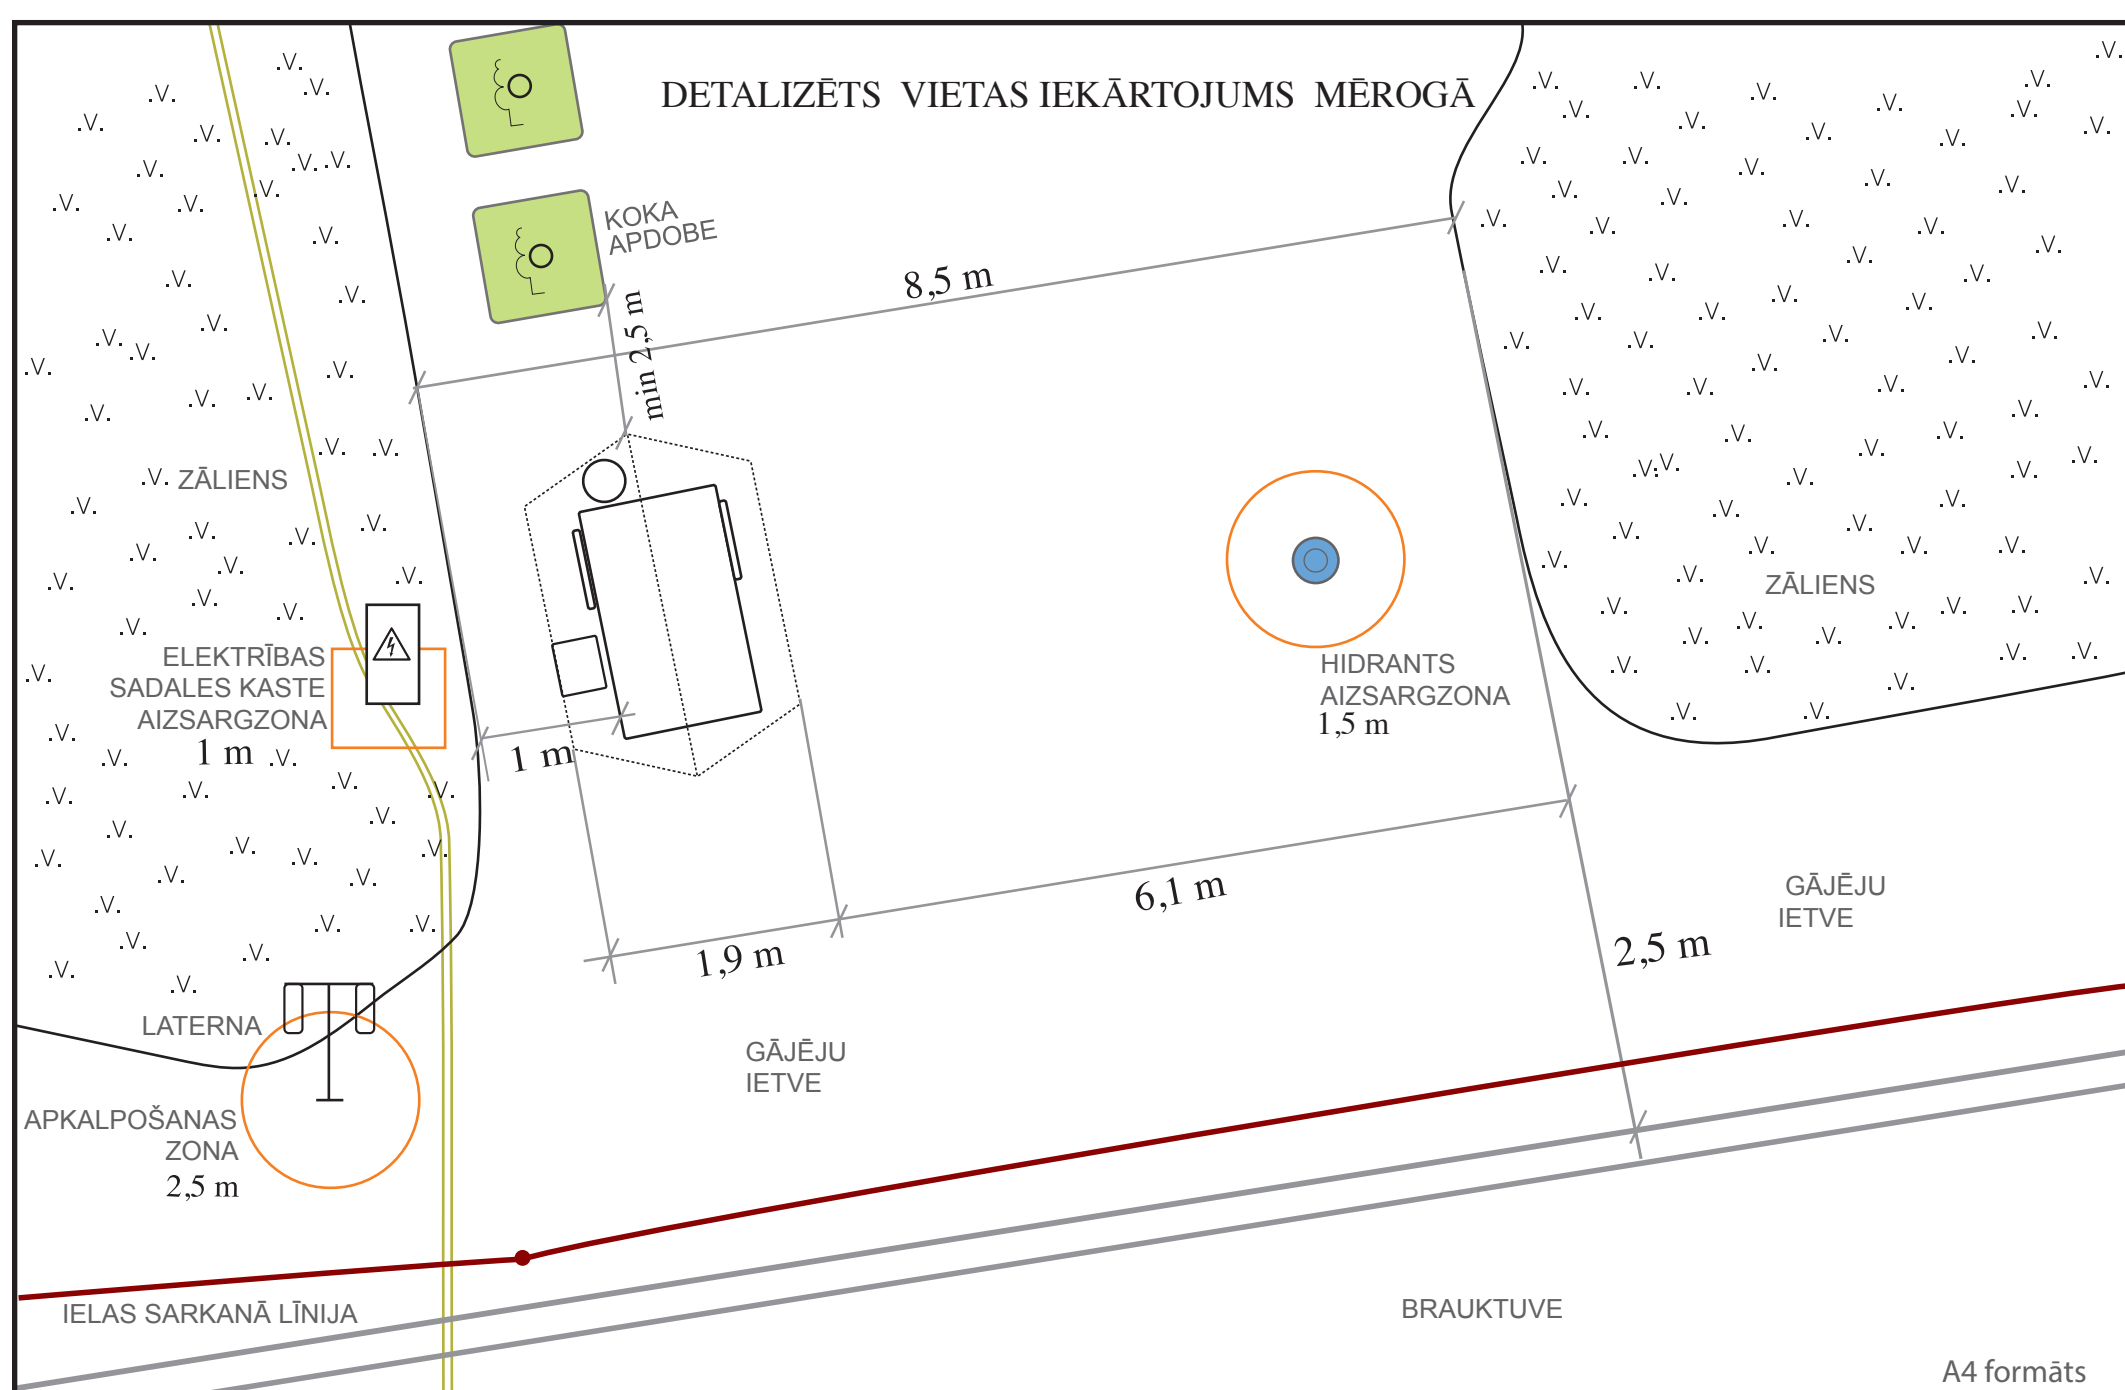 DETALIZĒTS VIETAS IEKĀRTOJUMS MĒROGĀ
KOKA
APDOBE
8,5 m
min 2,5 m
ZĀLIENS
ZĀLIENS
ELEKTRĪBAS
SADALES KASTE
AIZSARGZONA
1 m
HIDRANTS
AIZSARGZONA
1,5 m
1 m
6,1 m
1,9 m
2,5 m
GĀJĒJU
IETVE
LATERNA
GĀJĒJU
IETVE
APKALPOŠANAS
ZONA
2,5 m
IELAS SARKANĀ LĪNIJA
BRAUKTUVE
A4 formāts